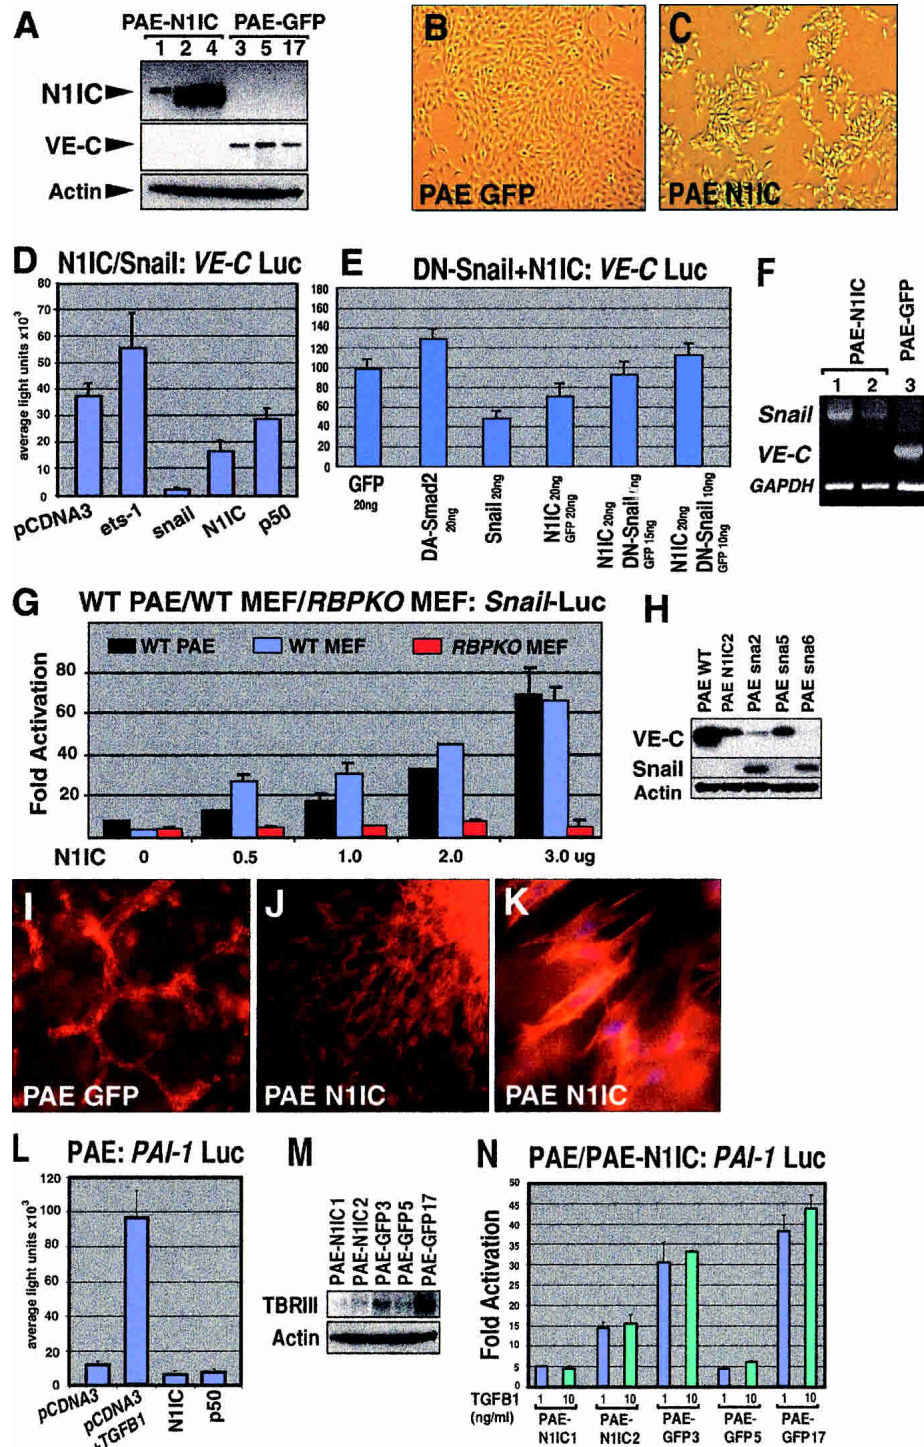 A
PAE-N1IC PAE-GFP
1 2 4 3 5 17
N1IC
VE-C
Actin
B
PAE GFP
C
PAE N1IC
D
N1IC/Snail: VE-C Luc
average light units x10³
80
70
60
50
40
30
20
10
0
pCDNA3
ets-1
snail
N1IC
p50
E
DN-Snail+N1IC: VE-C Luc
180
160
140
120
100
80
60
40
20
0
GFP
20ng
DA-Smad2
20ng
Snail 20ng
N1IC 20ng
GFP 20ng
N1IC 20ng
DN-Snail
GFP 15ng
N1IC 20ng
DN-Snail 10ng
GFP 10ng
F
PAE-N1IC
PAE-GFP
1 2 3
Snail
VE-C
GAPDH
G
WT PAE/WT MEF/RBPKO MEF: Snail-Luc
WT PAE
WT MEF
RBPKO MEF
Fold Activation
80
60
40
20
N1IC 0 0.5 1.0 2.0 3.0 ug
H
PAE WT
PAE N1IC2
PAE sna2
PAE sna5
PAE sna6
VE-C
Snail
Actin
I
PAE GFP
J
PAE N1IC
K
PAE N1IC
L
PAE: PAI-1 Luc
average light units x10³
120
100
80
60
40
20
0
pCDNA3
pCDNA3
+TGFB1
N1IC
p50
M
PAE-N1IC1
PAE-N1IC2
PAE-GFP3
PAE-GFP5
PAE-GFP17
TBRIII
Actin
N
PAE/PAE-N1IC: PAI-1 Luc
Fold Activation
50
45
40
35
30
25
20
15
10
5
0
TGFB1
(ng/ml)
1 10 1 10 1 10 1 10 1 10
PAE-
N1IC1
PAE-
N1IC2
PAE-
GFP3
PAE-
GFP5
PAE-
GFP17